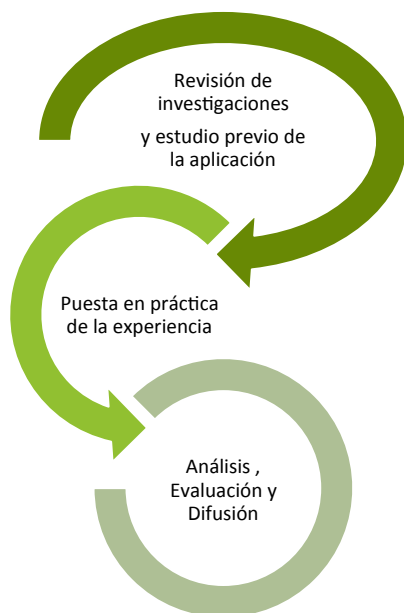 Revisión de
investigaciones
y estudio previo de
la aplicación
Puesta en práctica
de la experiencia
Análisis ,
Evaluación y
Difusión